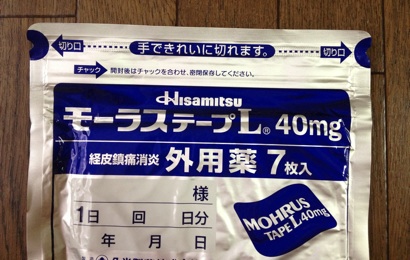 切り口 手できれいに切れます。 切り口
チャック 開封後はチャックを合わせ、密閉保存してください。
Hisamitsu
モーラステープL® 40mg
経皮鎮痛消炎 外用薬 7枚入
様
1日 回 日分
年 月 日
MOHRUS
TAPE L 40mg